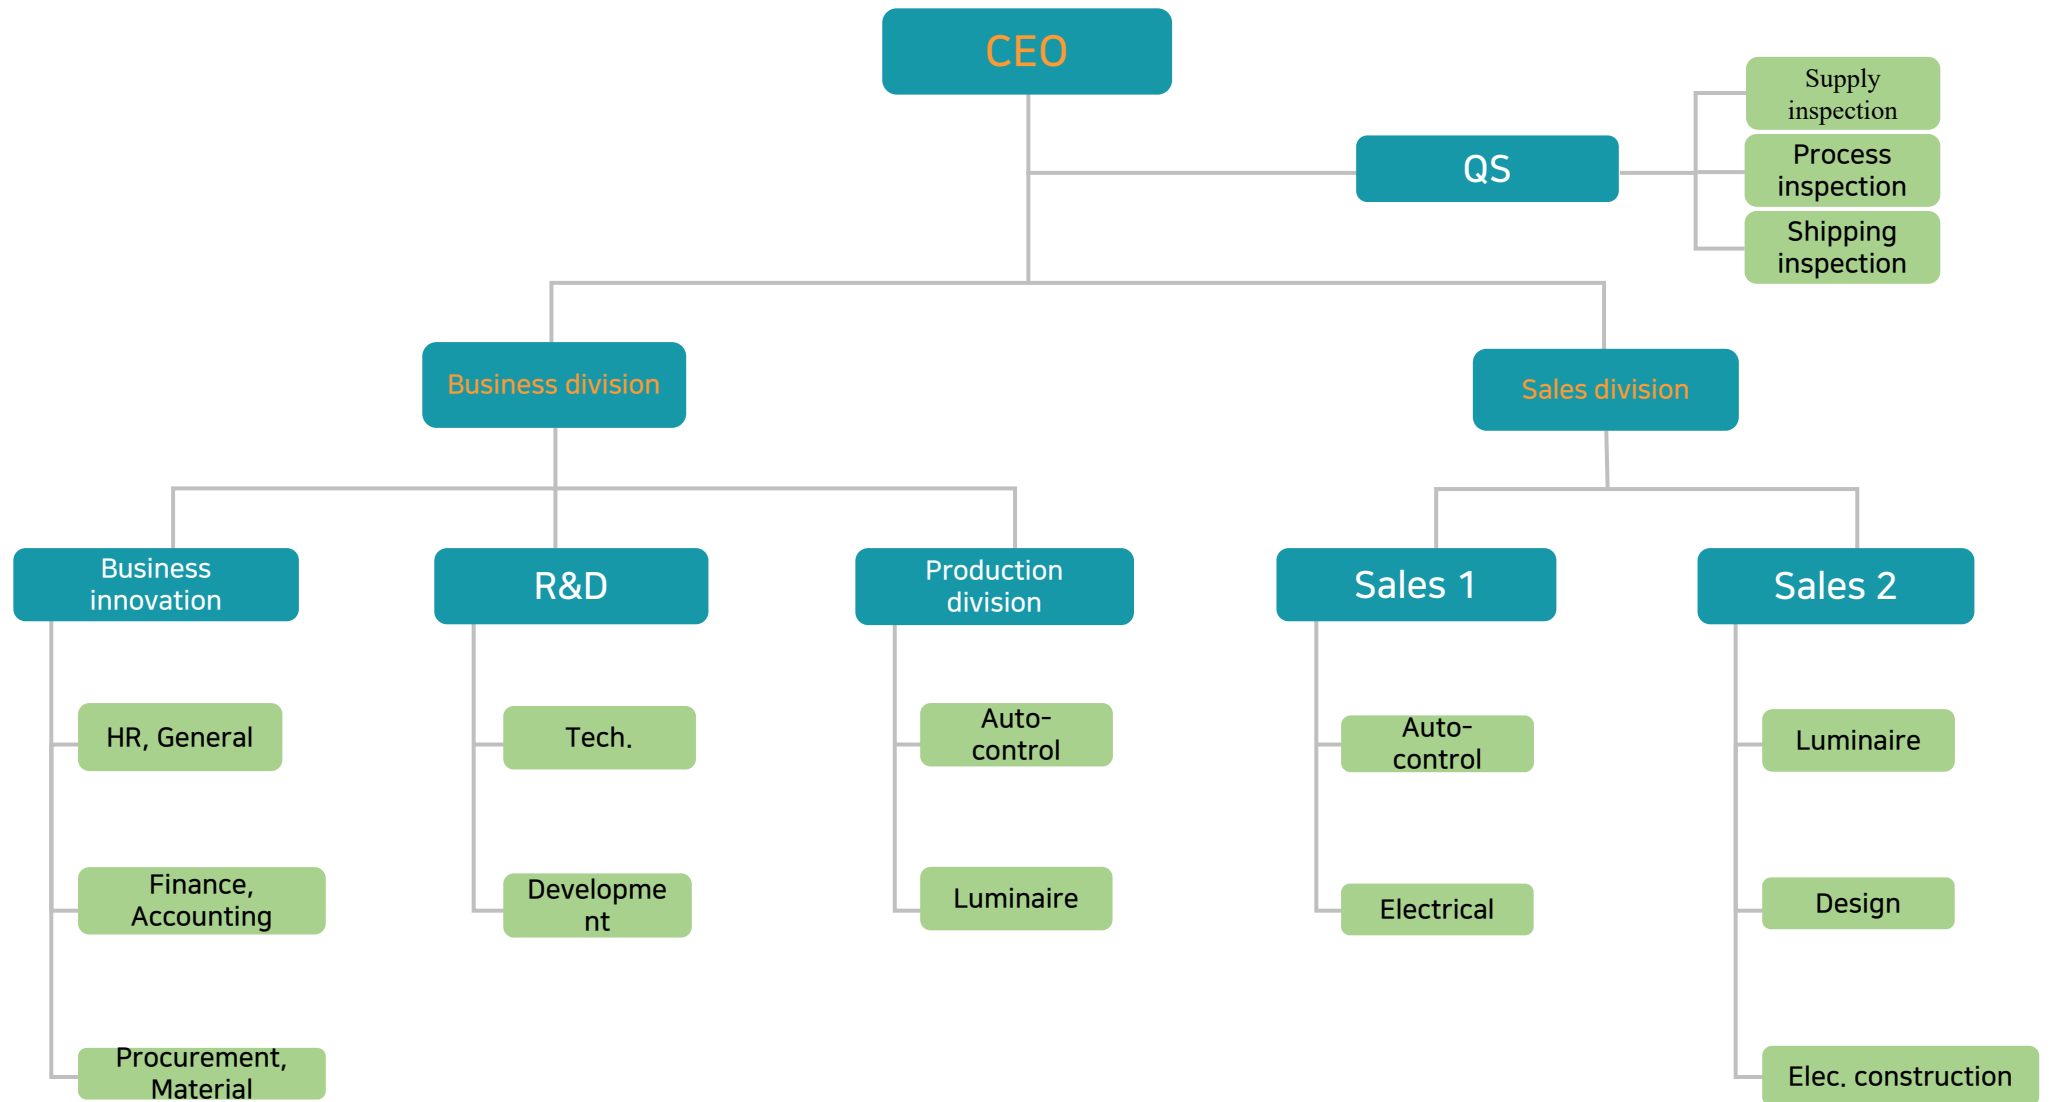 CEO
Supply
inspection
QS
Process
inspection
Shipping
inspection
Business division
Sales division
Business
innovation
R&D
Production
division
Sales 1
Sales 2
HR, General
Tech.
Auto-
control
Auto-
control
Luminaire
Finance,
Accounting
Developme
nt
Luminaire
Electrical
Design
Procurement,
Material
Elec. construction